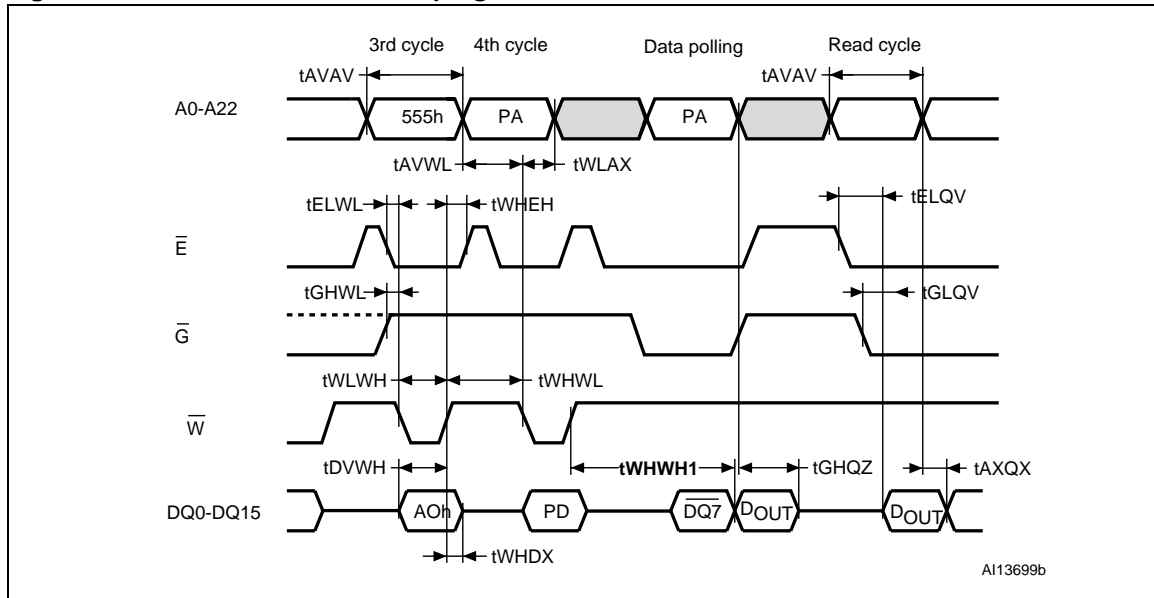 3rd cycle 4th cycle Data polling Read cycle
tAVAV tAVAV
A0-A22 555h PA PA
tAVWL tWLAX
tELWL tWHEH tELQV
E̅
tGHWL tGLQV
G̅
tWLWH tWHWL
W̅
tDVWH tWHWH1 tGHQZ tAXQX
DQ0-DQ15 AOh PD D̅Q̅7̅ DOUT DOUT
tWHDX
AI13699b